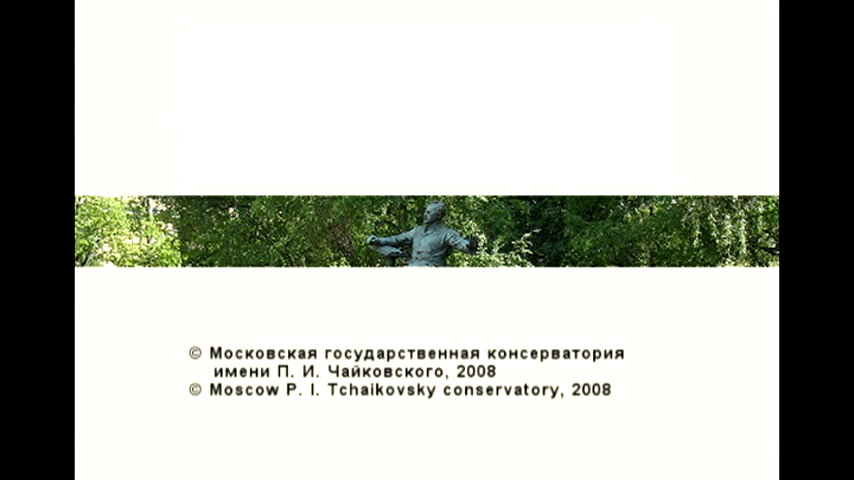 © Московская государственная консерватория
имени П. И. Чайковского, 2008
© Moscow P. I. Tchaikovsky conservatory, 2008